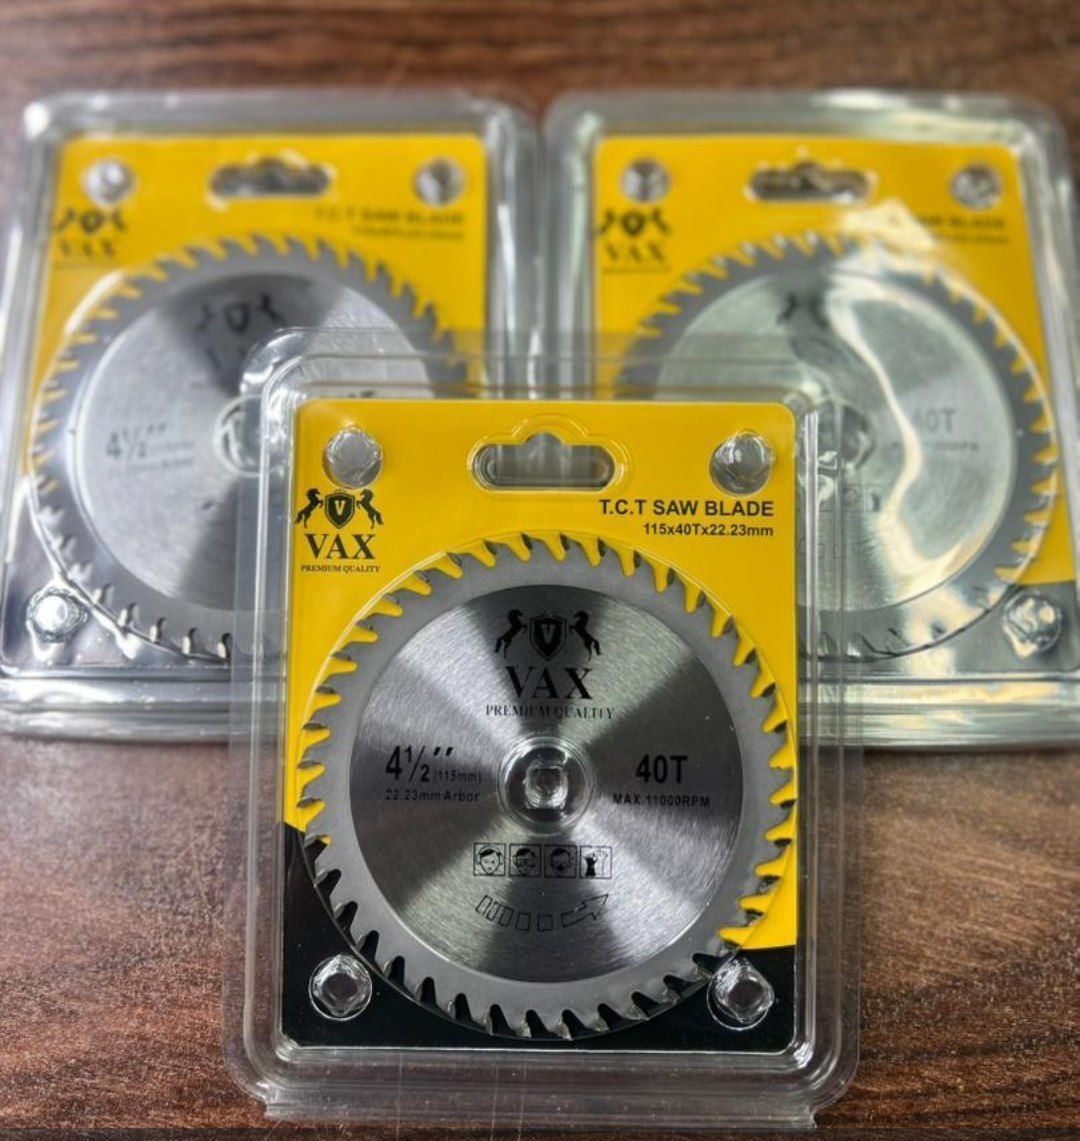 T.C.T SAW BLADE
VAX
4½″
VAX
40T
V
VAX
PREMIUM QUALITY
T.C.T SAW BLADE
115x40Tx22.23mm
V
VAX
PREMIUM QUALITY
4½″ (115mm)
22.23mm Arbor
40T
MAX.11000RPM